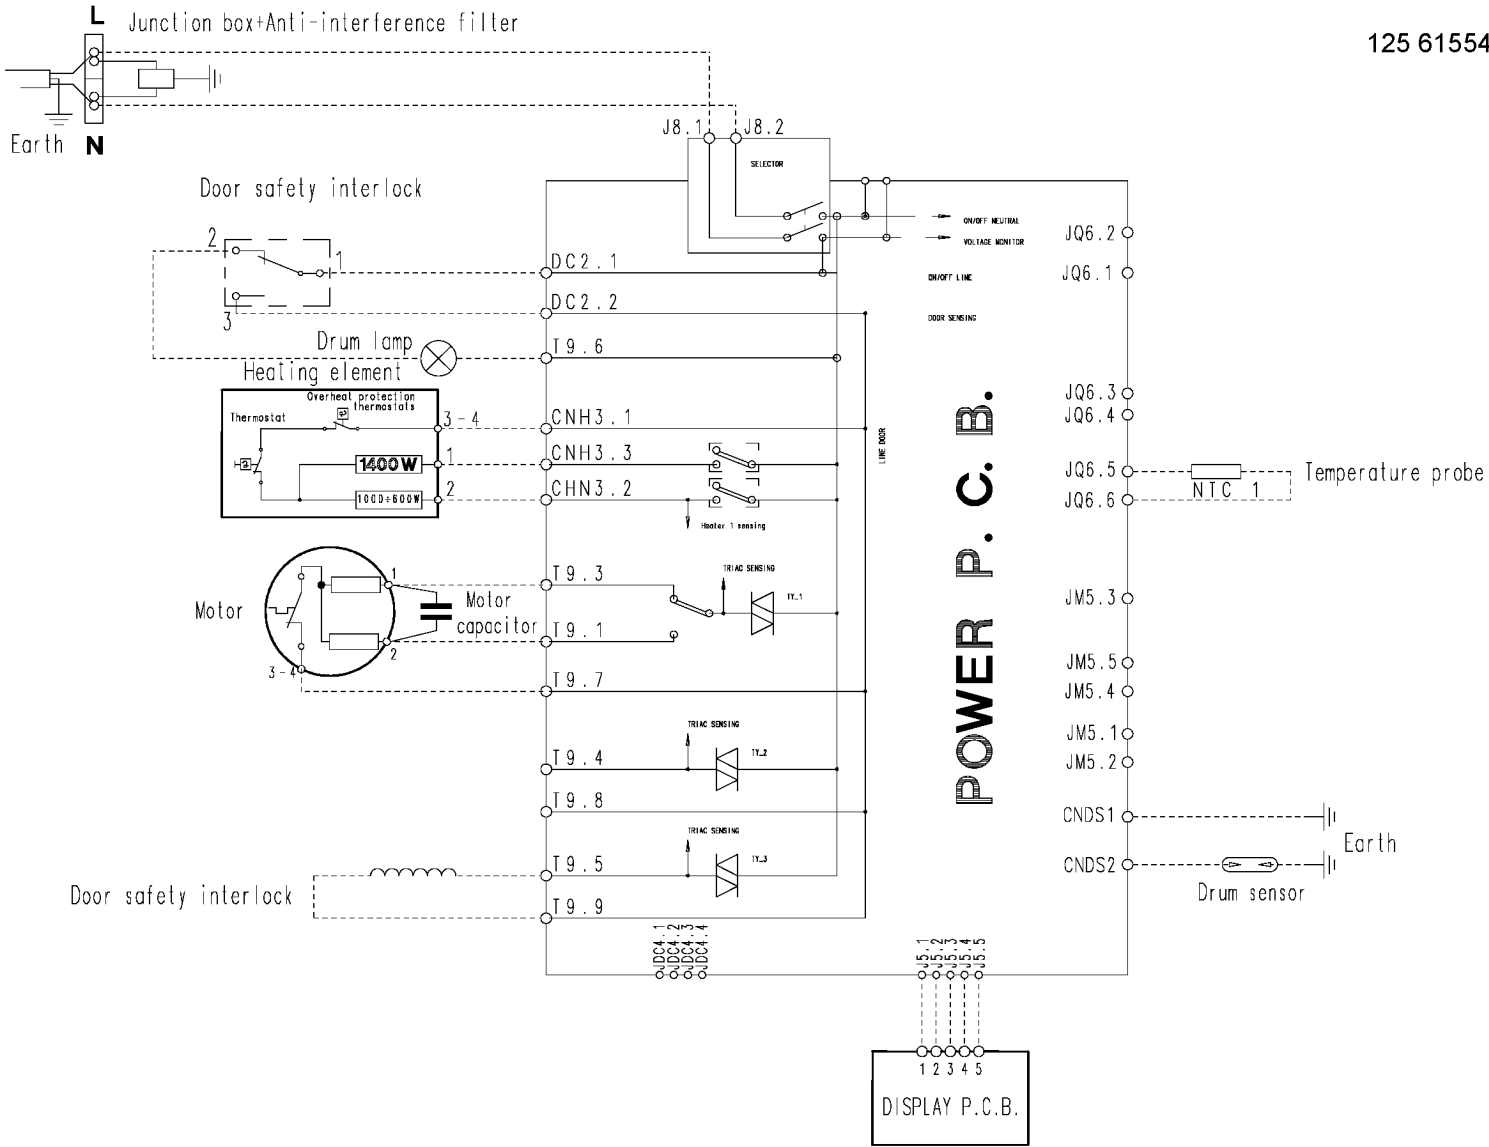 L Junction box+Anti-interference filter
125 61554
Earth N
J8.1 J8.2
SELECTOR
Door safety interlock
ON/OFF NEUTRAL
VOLTAGE MONITOR
JQ6.2
2
1
DC2.1
ON/OFF LINE
JQ6.1
3
DC2.2
DOOR SENSING
Drum lamp
T9.6
Heating element
Overheat protection
thermostats
Thermostat
3-4
CNH3.1
JQ6.3
JQ6.4
LINE DOOR
1400W
1
CNH3.3
JQ6.5
Temperature probe
1000÷600W
2
CHN3.2
JQ6.6
NTC 1
Heater 1 sensing
POWER P. C. B.
T9.3
TRIAC SENSING
TY_1
1
Motor
Motor
capacitor
T9.1
2
3-4
T9.7
JM5.3
JM5.5
JM5.4
JM5.1
JM5.2
TRIAC SENSING
T9.4
TY_2
T9.8
CNDS1
TRIAC SENSING
Earth
T9.5
TY_3
CNDS2
Door safety interlock
Drum sensor
T9.9
JDC4.1
JDC4.2
JDC4.3
JDC4.4
J5.1
J5.2
J5.3
J5.4
J5.5
1 2 3 4 5
DISPLAY P.C.B.